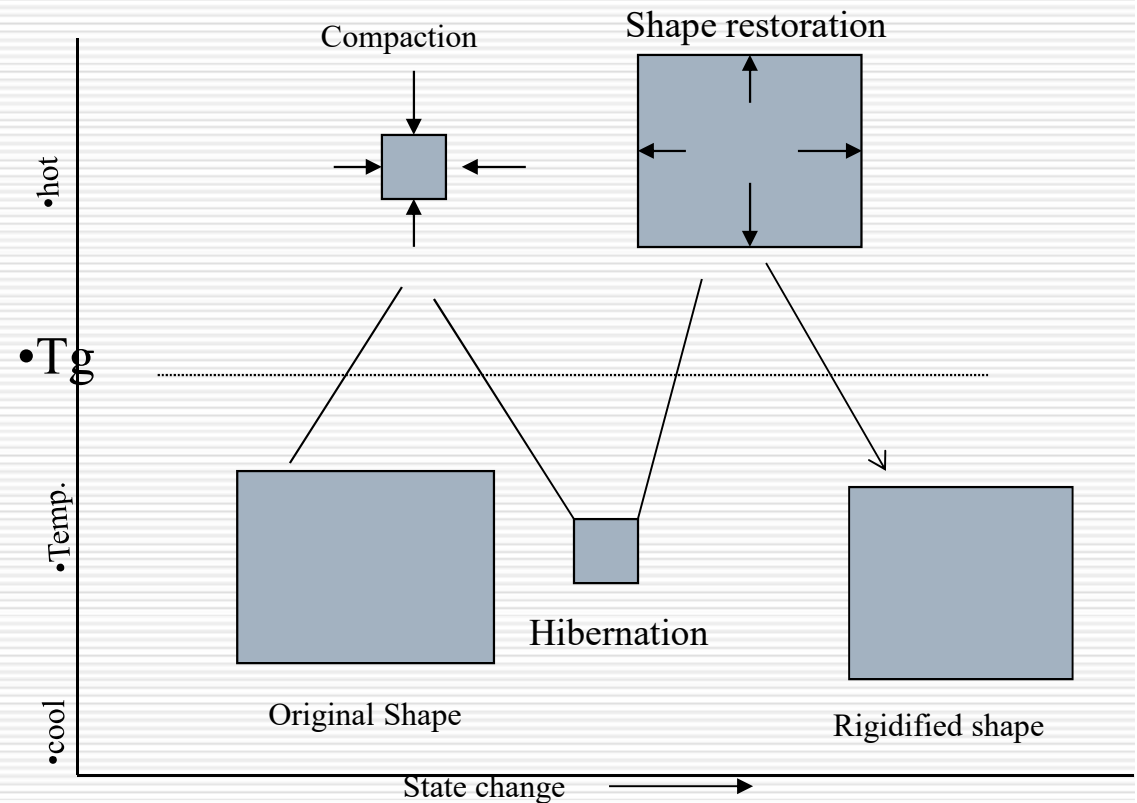 Compaction
Shape restoration
•hot
•Tg
•Temp.
Hibernation
Original Shape
Rigidified shape
•cool
State change